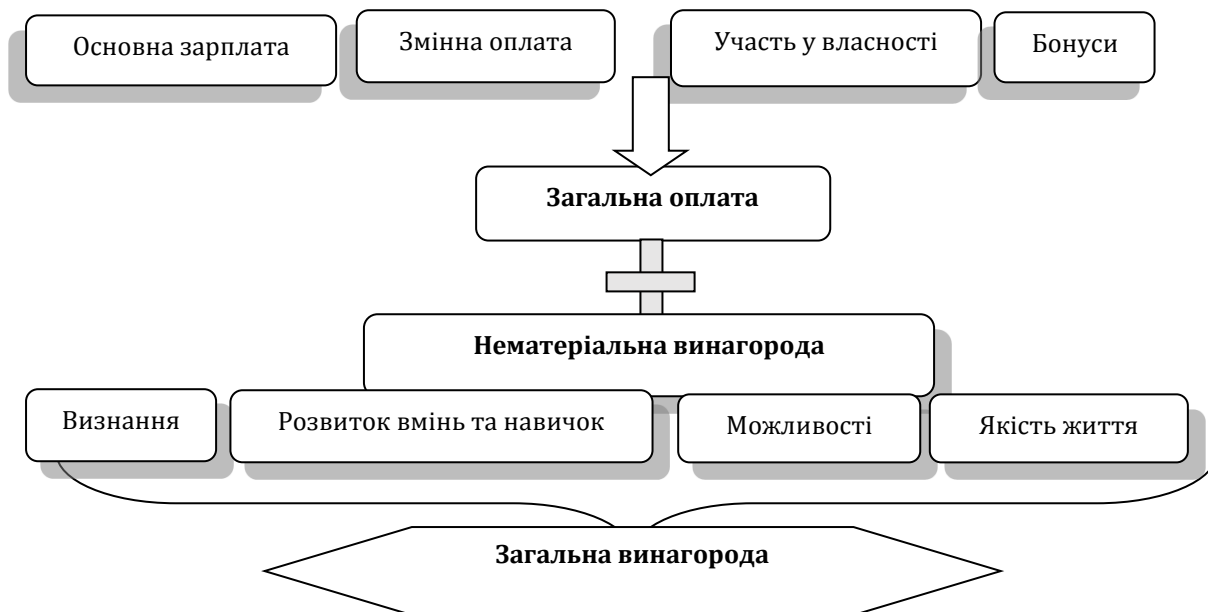 Основна зарплата
Змінна оплата
Участь у власності
Бонуси
Загальна оплата
Нематеріальна винагорода
Визнання
Розвиток вмінь та навичок
Можливості
Якість життя
Загальна винагорода